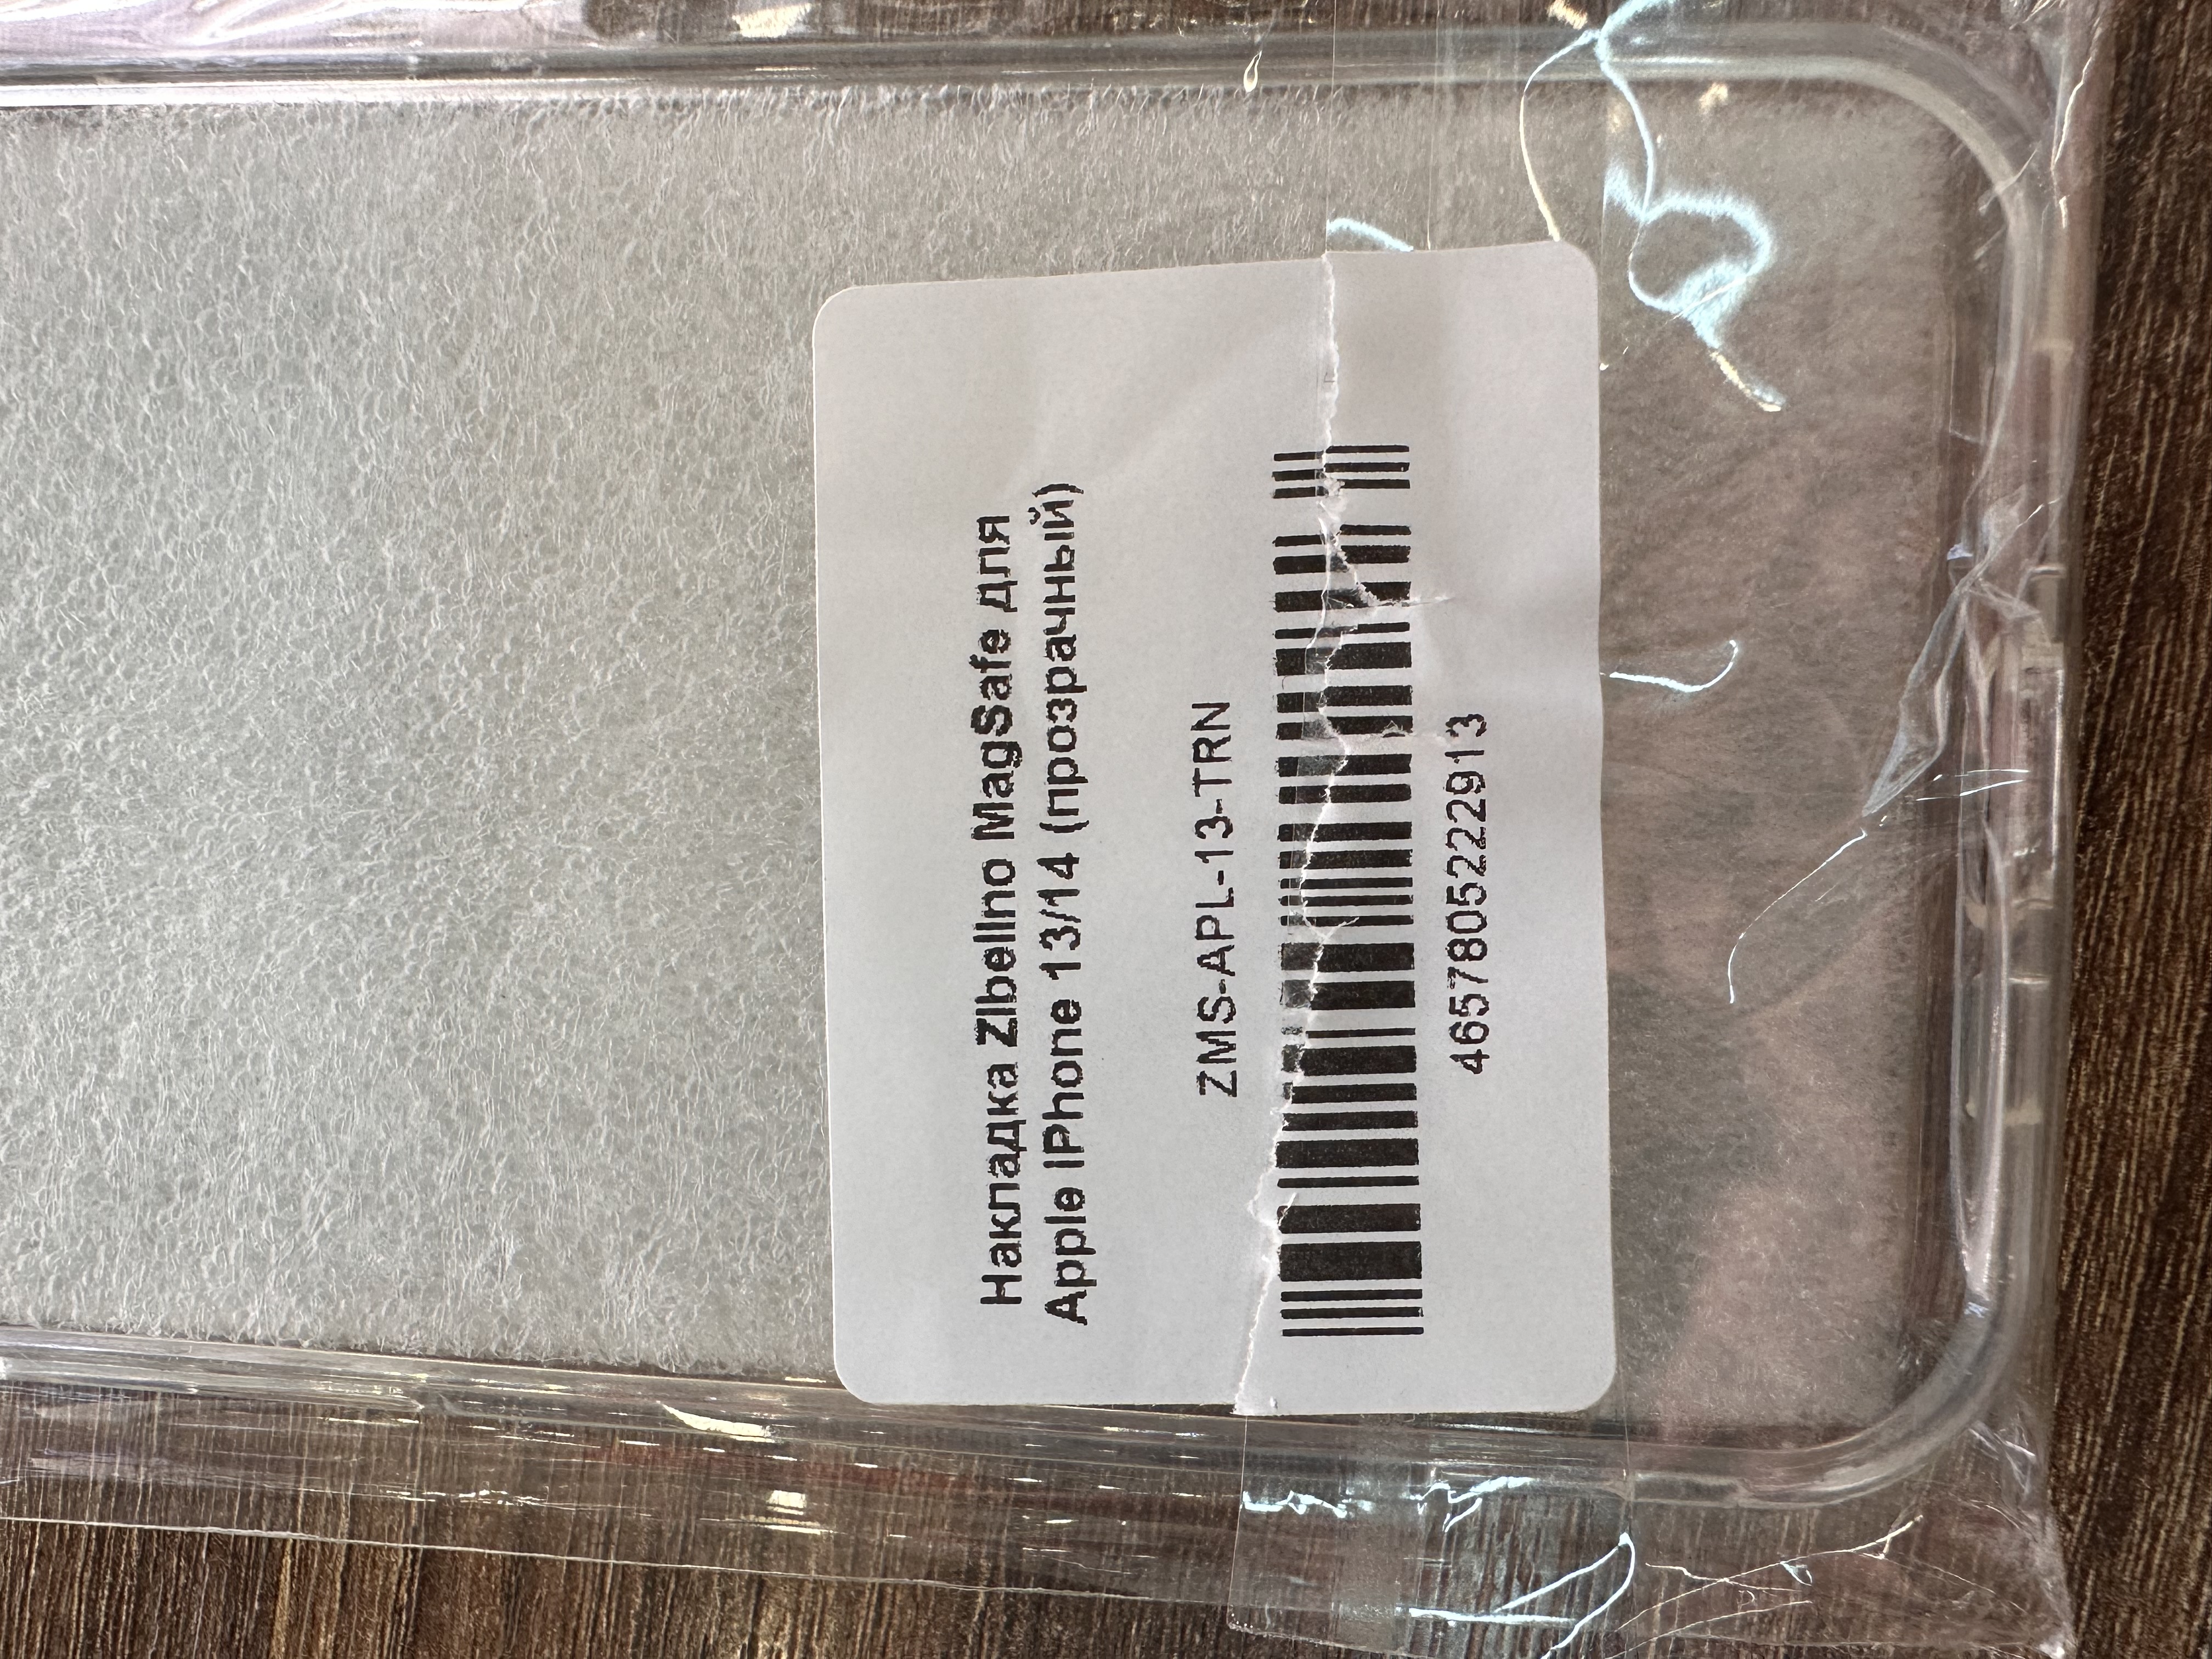 Накладка Zibelino MagSafe для
Apple iPhone 13/14 (прозрачный)
ZMS-APL-13-TRN
4657805222913